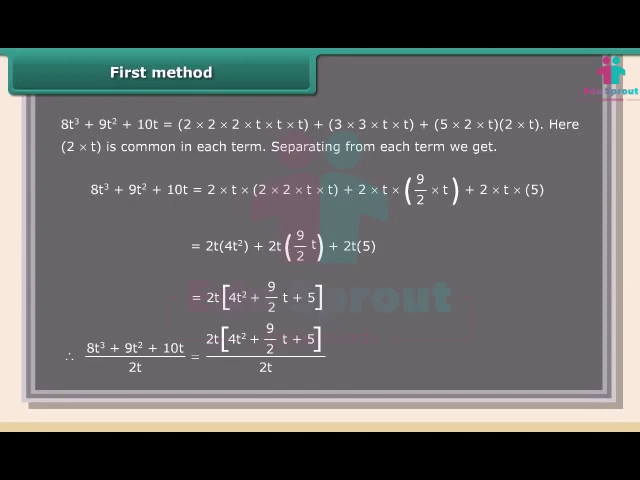 First method
Edu Sprout
8t³ + 9t² + 10t = (2 × 2 × 2 × t × t × t) + (3 × 3 × t × t) + (5 × 2 × t)(2 × t). Here
(2 × t) is common in each term. Separating from each term we get.
8t³ + 9t² + 10t = 2 × t × (2 × 2 × t × t) + 2 × t × (9/2 × t) + 2 × t × (5)
= 2t(4t²) + 2t(9/2 t) + 2t(5)
= 2t[4t² + 9/2 t + 5]
∴ (8t³ + 9t² + 10t)/2t = 2t[4t² + 9/2 t + 5]/2t